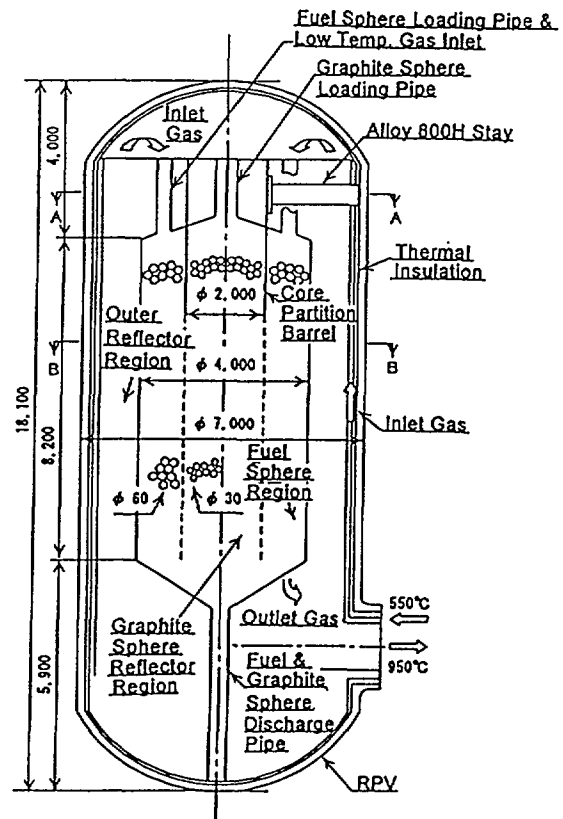 Fuel Sphere Loading Pipe &
Low Temp. Gas Inlet
Graphite Sphere
Loading Pipe
Inlet
Gas
Alloy 800H Stay
4,000
A
A
Thermal
Insulation
φ 2,000
Core
Partition
Barrel
Outer
Reflector
Region
B
B
φ 4,000
18,100
8,200
φ 7,000
Inlet Gas
Fuel
Sphere
Region
φ 60
φ 30
550°C
Outlet Gas
950°C
Graphite
Sphere
Reflector
Region
Fuel &
Graphite
Sphere
Discharge
Pipe
5,900
RPV